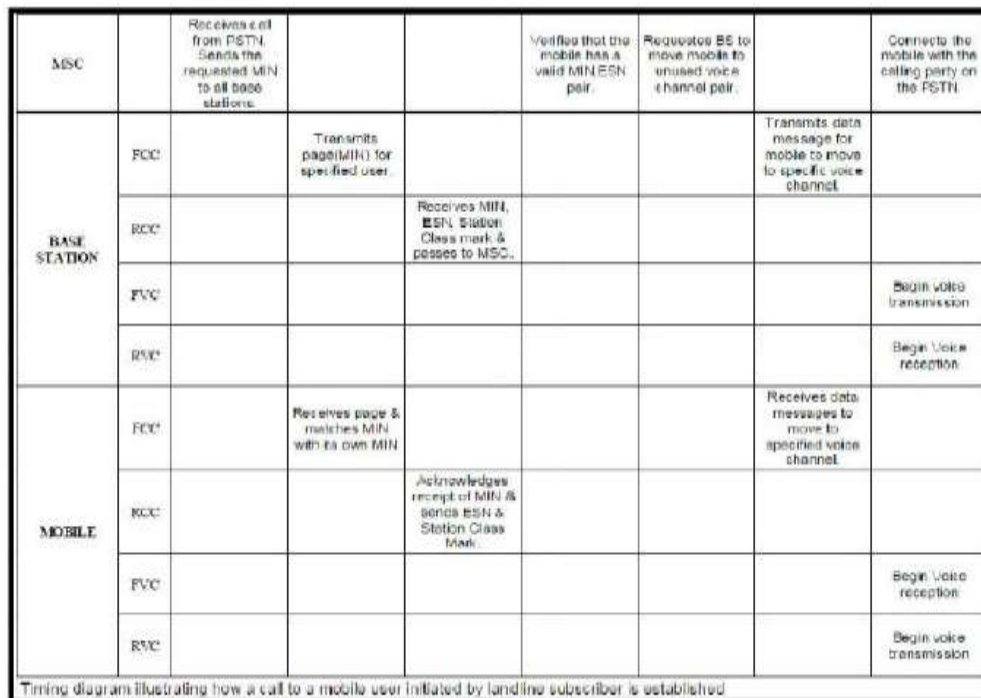 MSC
Receives call
from PSTN.
Sends the
requested MIN
to all base
stations.
Verifies that the
mobile has a
valid MIN,ESN
pair.
Requestes BS to
move mobile to
unused voice
channel pair.
Connects the
mobile with the
calling party on
the PSTN.
BASE
STATION
FCC
Transmits
page(MIN) for
specified user.
Transmits data
message for
mobile to move
to specific voice
channel.
RCC
Receives MIN,
ESN, Station
Class mark &
passes to MSC.
FVC
Begin voice
transmission
RVC
Begin Voice
reception
MOBILE
FCC
Receives page &
matches MIN
with its own MIN
Receives data
messages to
move to
specified voice
channel.
RCC
Acknowledges
receipt of MIN &
sends ESN &
Station Class
Mark.
FVC
Begin Voice
reception
RVC
Begin voice
transmission
Timing diagram illustrating how a call to a mobile user initiated by landline subscriber is established